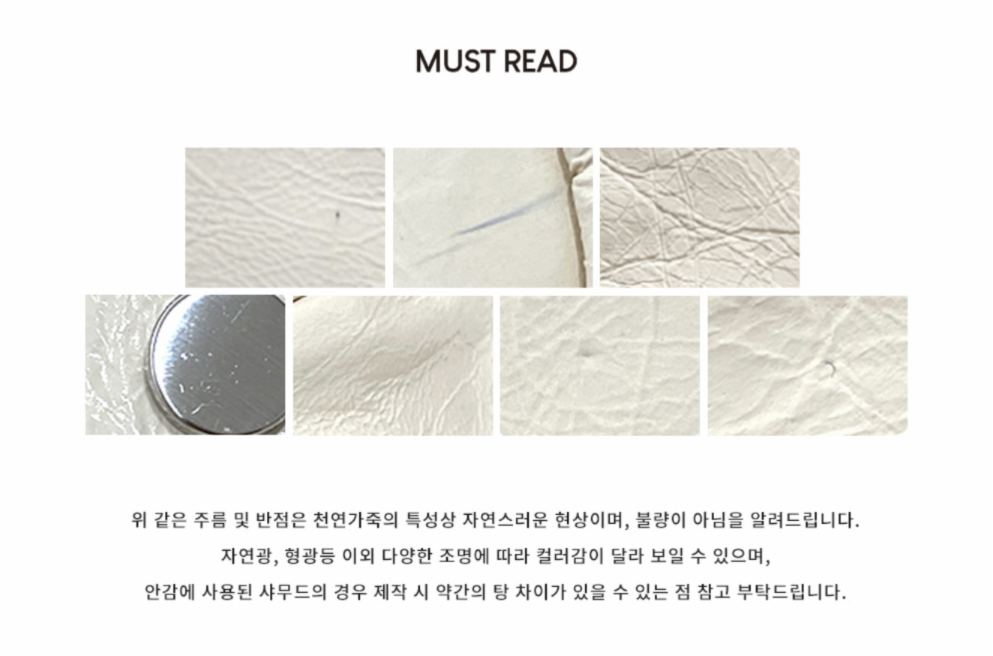 MUST READ
위 같은 주름 및 반점은 천연가죽의 특성상 자연스러운 현상이며, 불량이 아님을 알려드립니다.
자연광, 형광등 이외 다양한 조명에 따라 컬러감이 달라 보일 수 있으며,
안감에 사용된 샤무드의 경우 제작 시 약간의 탕 차이가 있을 수 있는 점 참고 부탁드립니다.